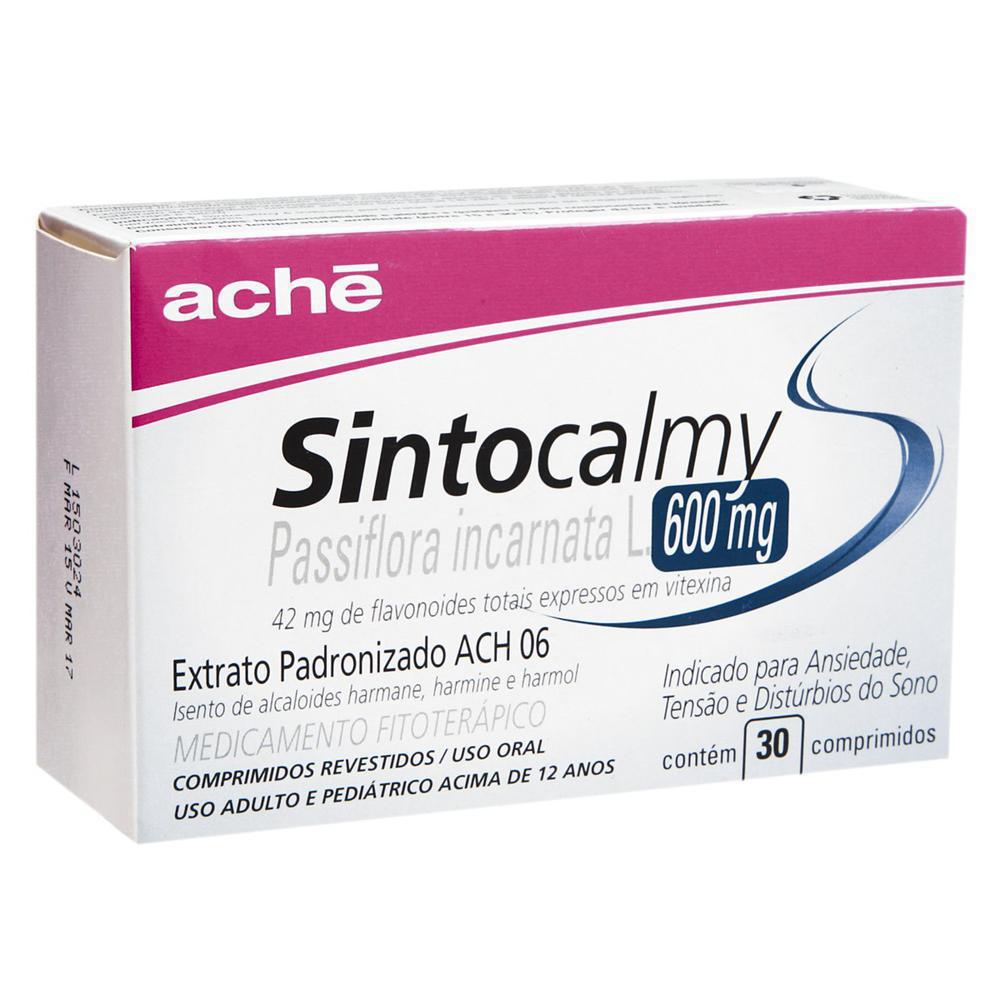 achē
Sintocalmy
Passiflora incarnata L. 600 mg
42 mg de flavonoides totais expressos em vitexina
Extrato Padronizado ACH 06
Isento de alcaloides harmane, harmine e harmol
MEDICAMENTO FITOTERÁPICO
COMPRIMIDOS REVESTIDOS / USO ORAL
USO ADULTO E PEDIÁTRICO ACIMA DE 12 ANOS
Indicado para Ansiedade,
Tensão e Distúrbios do Sono
contém 30 comprimidos
L 1503024
F MAR 15 V MAR 17